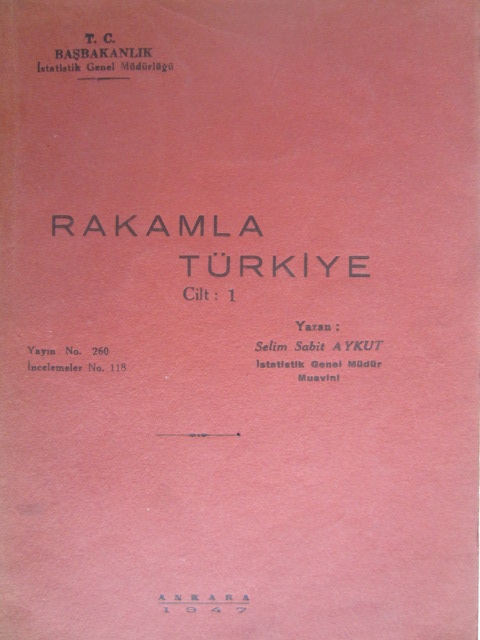 T. C.
BAŞBAKANLIK
İstatistik Genel Müdürlüğü
RAKAMLA
TÜRKİYE
Cilt : 1
Yazan :
Selim Sabit AYKUT
İstatistik Genel Müdür
Muavini
Yayın No. 260
İncelemeler No. 118
ANKARA
1947